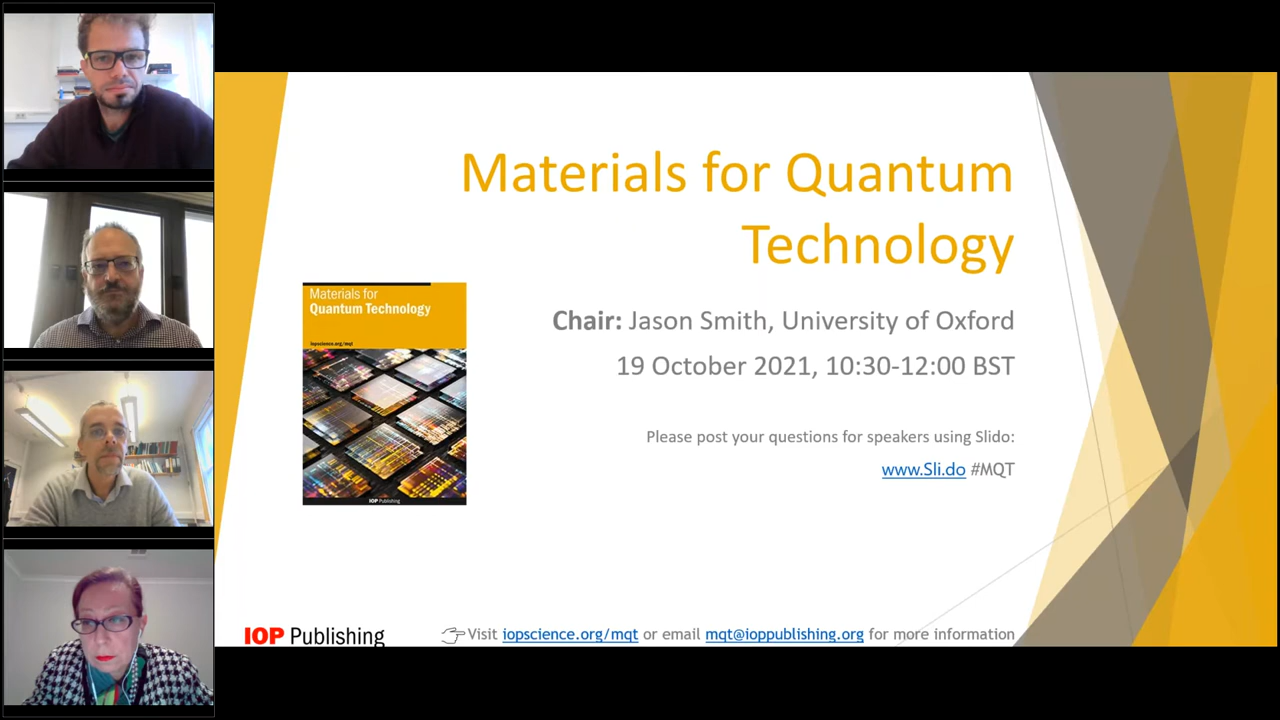 Materials for Quantum
Technology
Materials for
Quantum Technology
iopscience.org/mqt
IOP Publishing
Chair: Jason Smith, University of Oxford
19 October 2021, 10:30-12:00 BST
Please post your questions for speakers using Slido:
www.Sli.do #MQT
IOP Publishing
Visit iopscience.org/mqt or email mqt@ioppublishing.org for more information